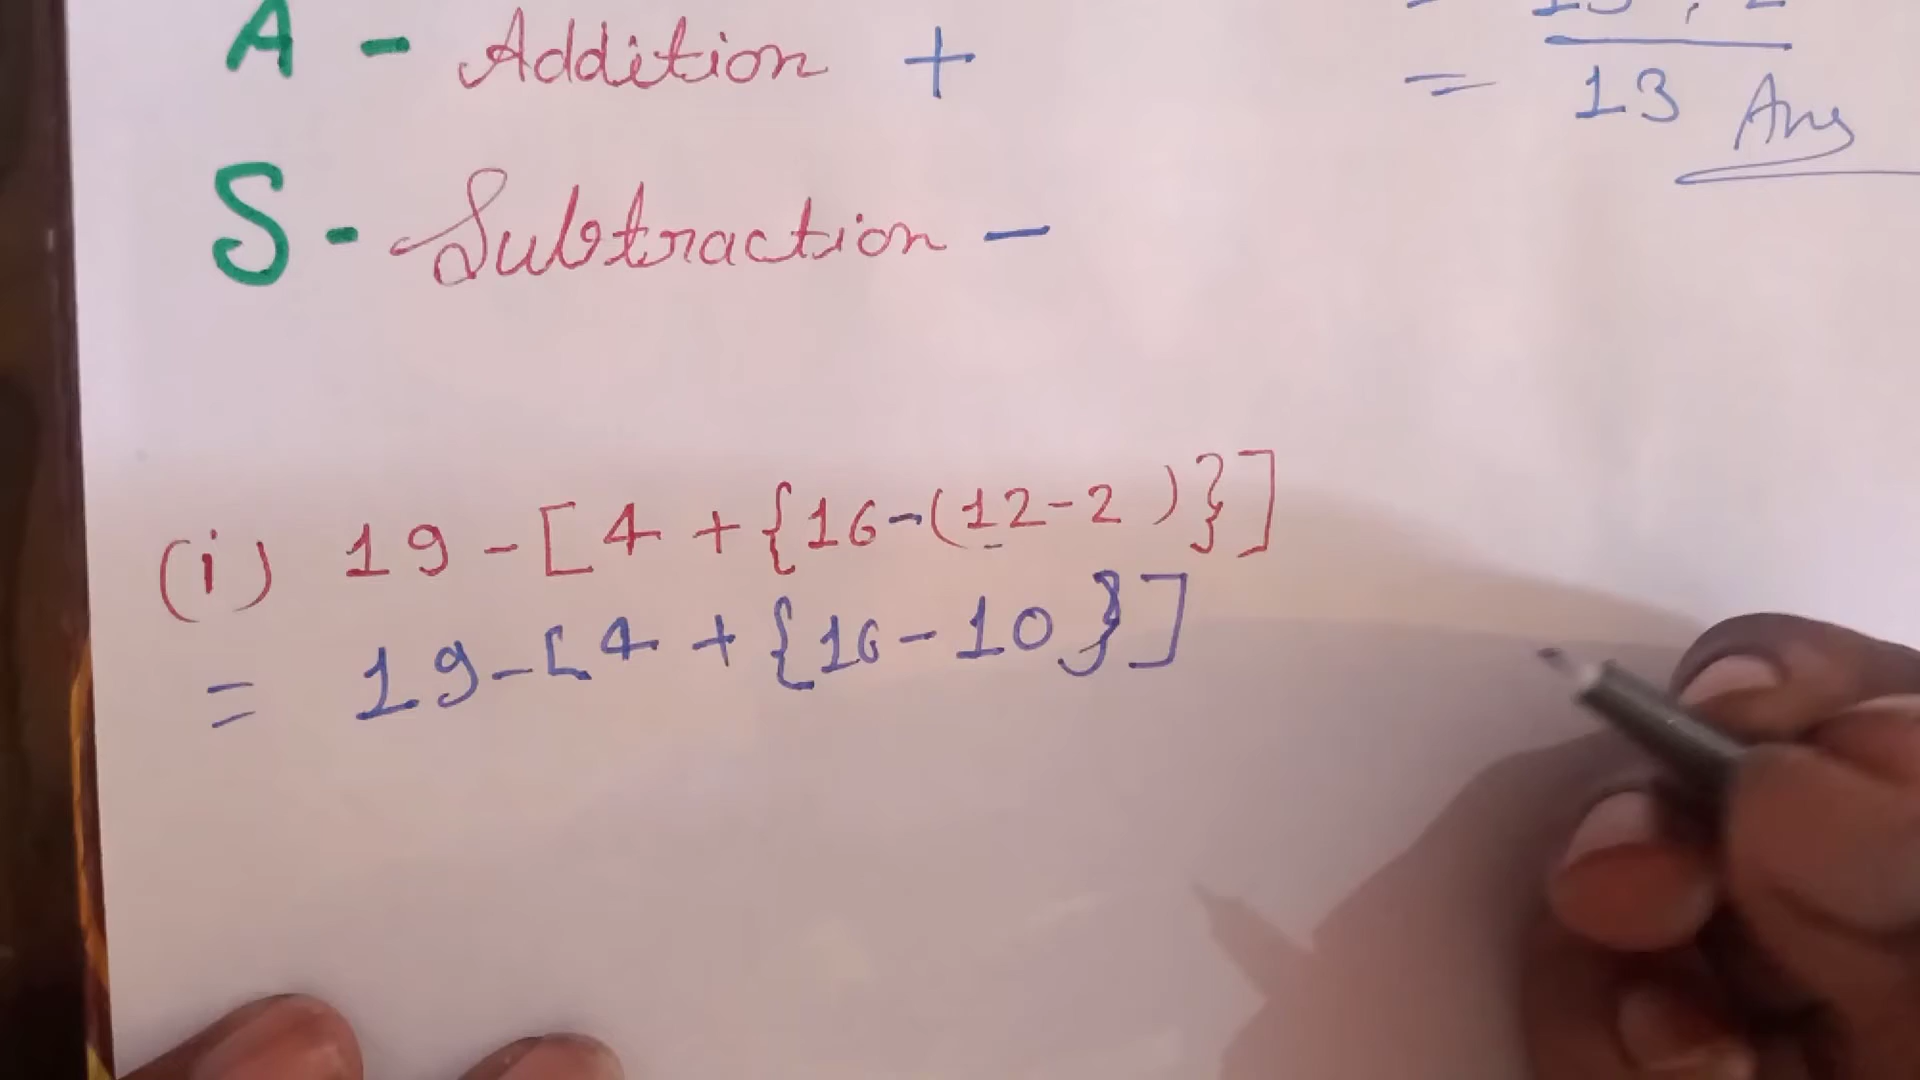 A - Addition +
= 13 Ans
S - Subtraction -
(i) 19 - [4 + {16-(12-2)}]
= 19-[4 + {16-10}]